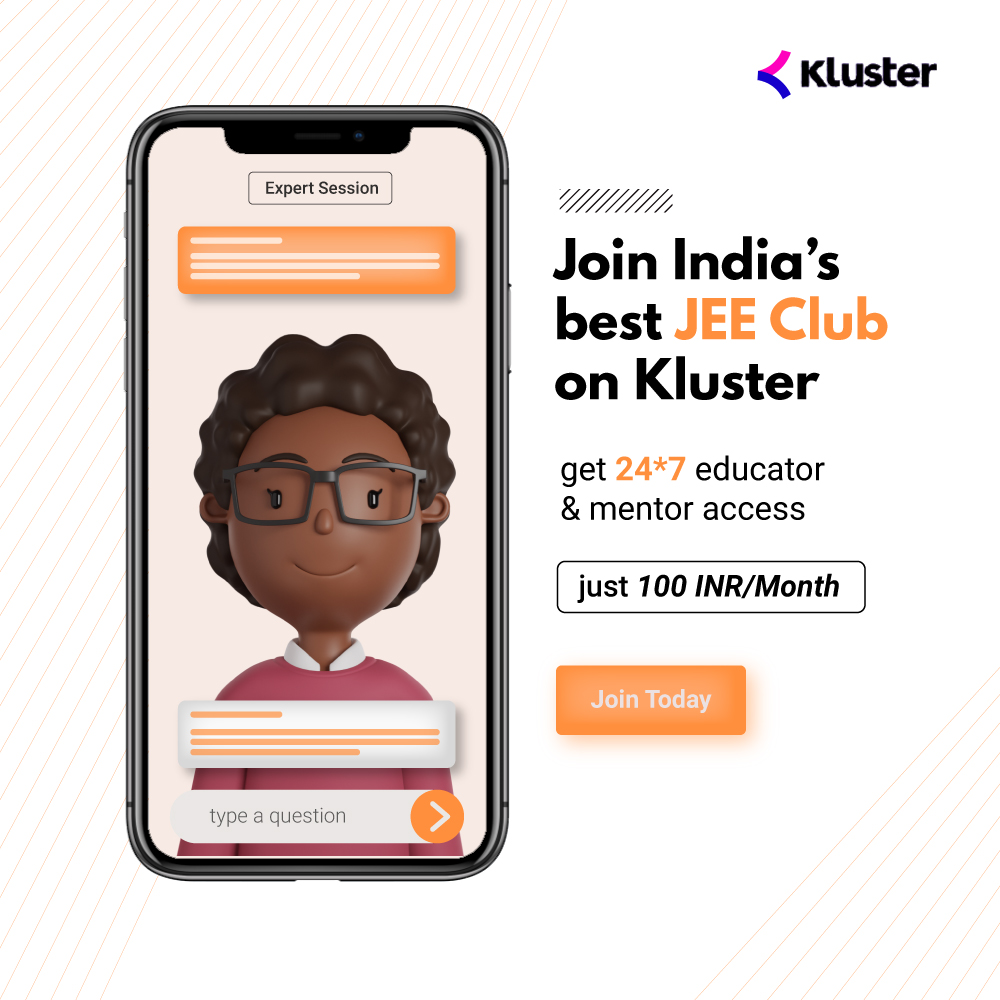 Kluster
Expert Session
Join India's
best JEE Club
on Kluster
get 24*7 educator
& mentor access
just 100 INR/Month
Join Today
type a question